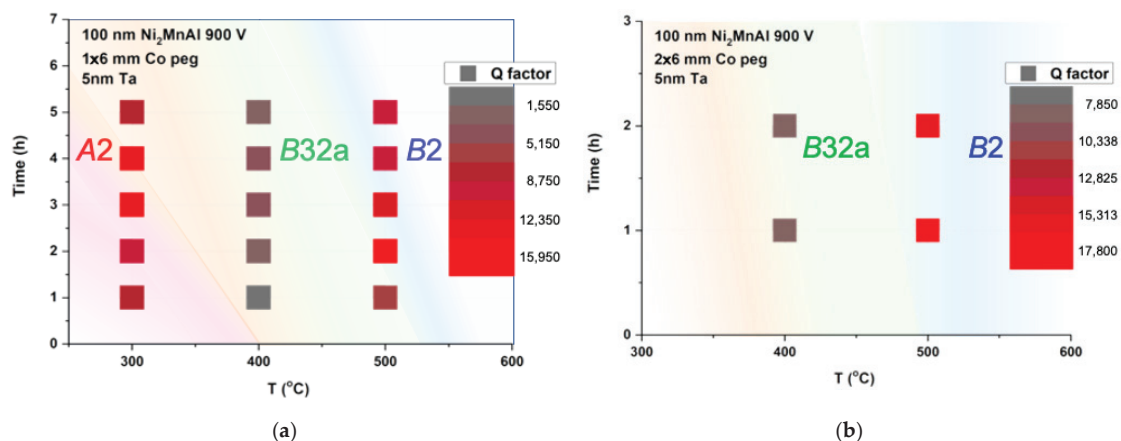 100 nm Ni₂MnAl 900 V
1x6 mm Co peg
5nm Ta
Q factor
1,550
5,150
8,750
12,350
15,950
A2
B32a
B2
Time (h)
7
6
5
4
3
2
1
0
300
400
500
600
T (°C)
(a)
100 nm Ni₂MnAl 900 V
2x6 mm Co peg
5nm Ta
Q factor
7,850
10,338
12,825
15,313
17,800
B32a
B2
Time (h)
3
2
1
0
300
400
500
600
T (°C)
(b)